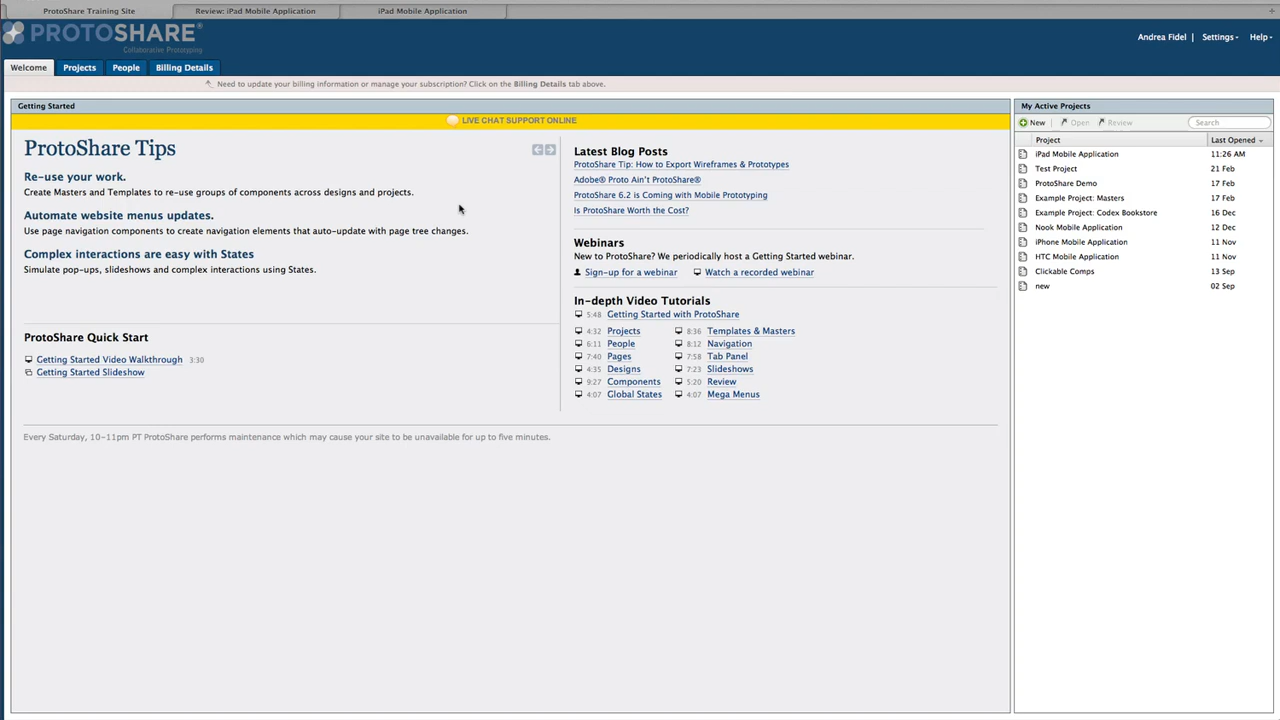 ProtoShare Training Site
Review: iPad Mobile Application
iPad Mobile Application
PROTOSHARE®
Collaborative Prototyping
Andrea Fidel | Settings Help
Welcome
Projects
People
Billing Details
Need to update your billing information or manage your subscription? Click on the Billing Details tab above.
Getting Started
LIVE CHAT SUPPORT ONLINE
ProtoShare Tips
Re-use your work.
Create Masters and Templates to re-use groups of components across designs and projects.
Automate website menus updates.
Use page navigation components to create navigation elements that auto-update with page tree changes.
Complex interactions are easy with States
Simulate pop-ups, slideshows and complex interactions using States.
ProtoShare Quick Start
Getting Started Video Walkthrough 3:30
Getting Started Slideshow
Latest Blog Posts
ProtoShare Tip: How to Export Wireframes & Prototypes
Adobe® Proto Ain't ProtoShare®
ProtoShare 6.2 is Coming with Mobile Prototyping
Is ProtoShare Worth the Cost?
Webinars
New to ProtoShare? We periodically host a Getting Started webinar.
Sign-up for a webinar Watch a recorded webinar
In-depth Video Tutorials
5:48 Getting Started with ProtoShare
4:32 Projects 8:36 Templates & Masters
6:11 People 8:12 Navigation
7:40 Pages 7:58 Tab Panel
4:35 Designs 7:23 Slideshows
9:27 Components 5:20 Review
4:07 Global States 4:07 Mega Menus
Every Saturday, 10-11pm PT ProtoShare performs maintenance which may cause your site to be unavailable for up to five minutes.
My Active Projects
New | Open | Review Search
Project Last Opened
iPad Mobile Application 11:26 AM
Test Project 21 Feb
ProtoShare Demo 17 Feb
Example Project: Masters 17 Feb
Example Project: Codex Bookstore 16 Dec
Nook Mobile Application 12 Dec
iPhone Mobile Application 11 Nov
HTC Mobile Application 11 Nov
Clickable Comps 13 Sep
new 02 Sep